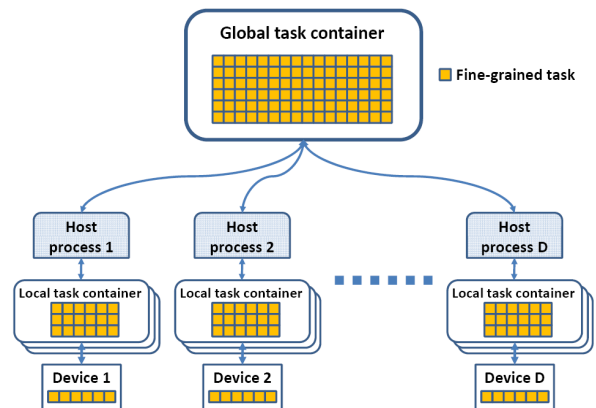 Global task container
Fine-grained task
Host
process 1
Host
process 2
Host
process D
Local task container
Local task container
Local task container
Device 1
Device 2
Device D